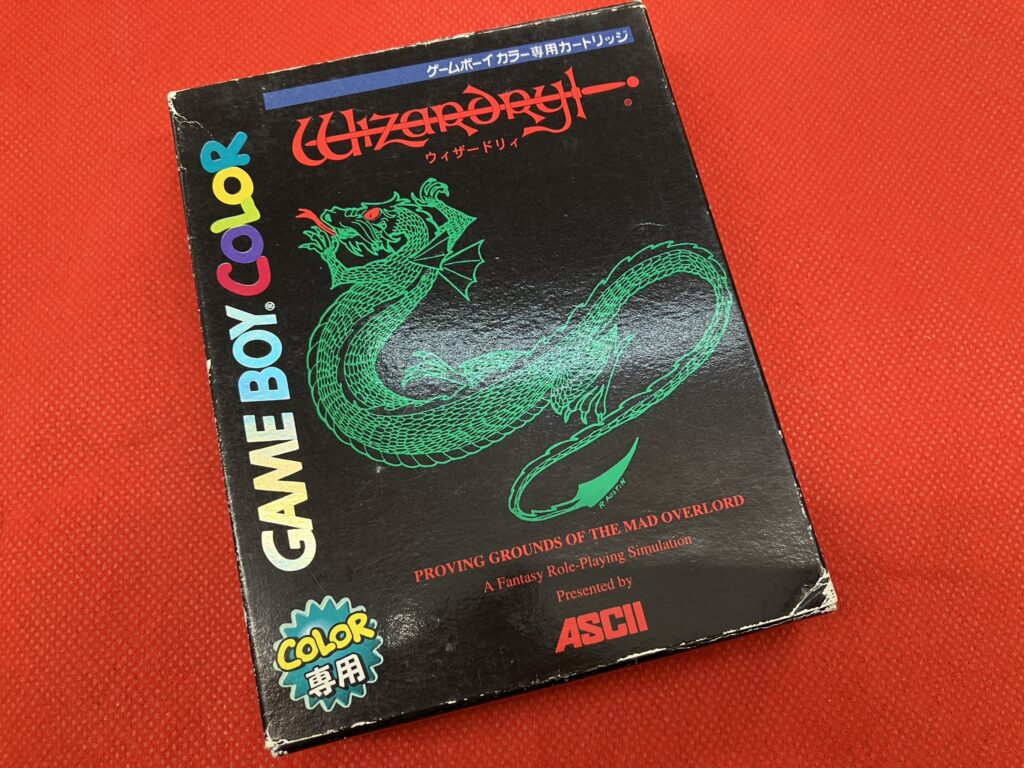 ゲームボーイ カラー専用カートリッジ
Wizardry®
ウィザードリィ
GAME BOY® COLOR
R AUSTIN
PROVING GROUNDS OF THE MAD OVERLORD
A Fantasy Role-Playing Simulation
Presented by
ASCII
COLOR
専用